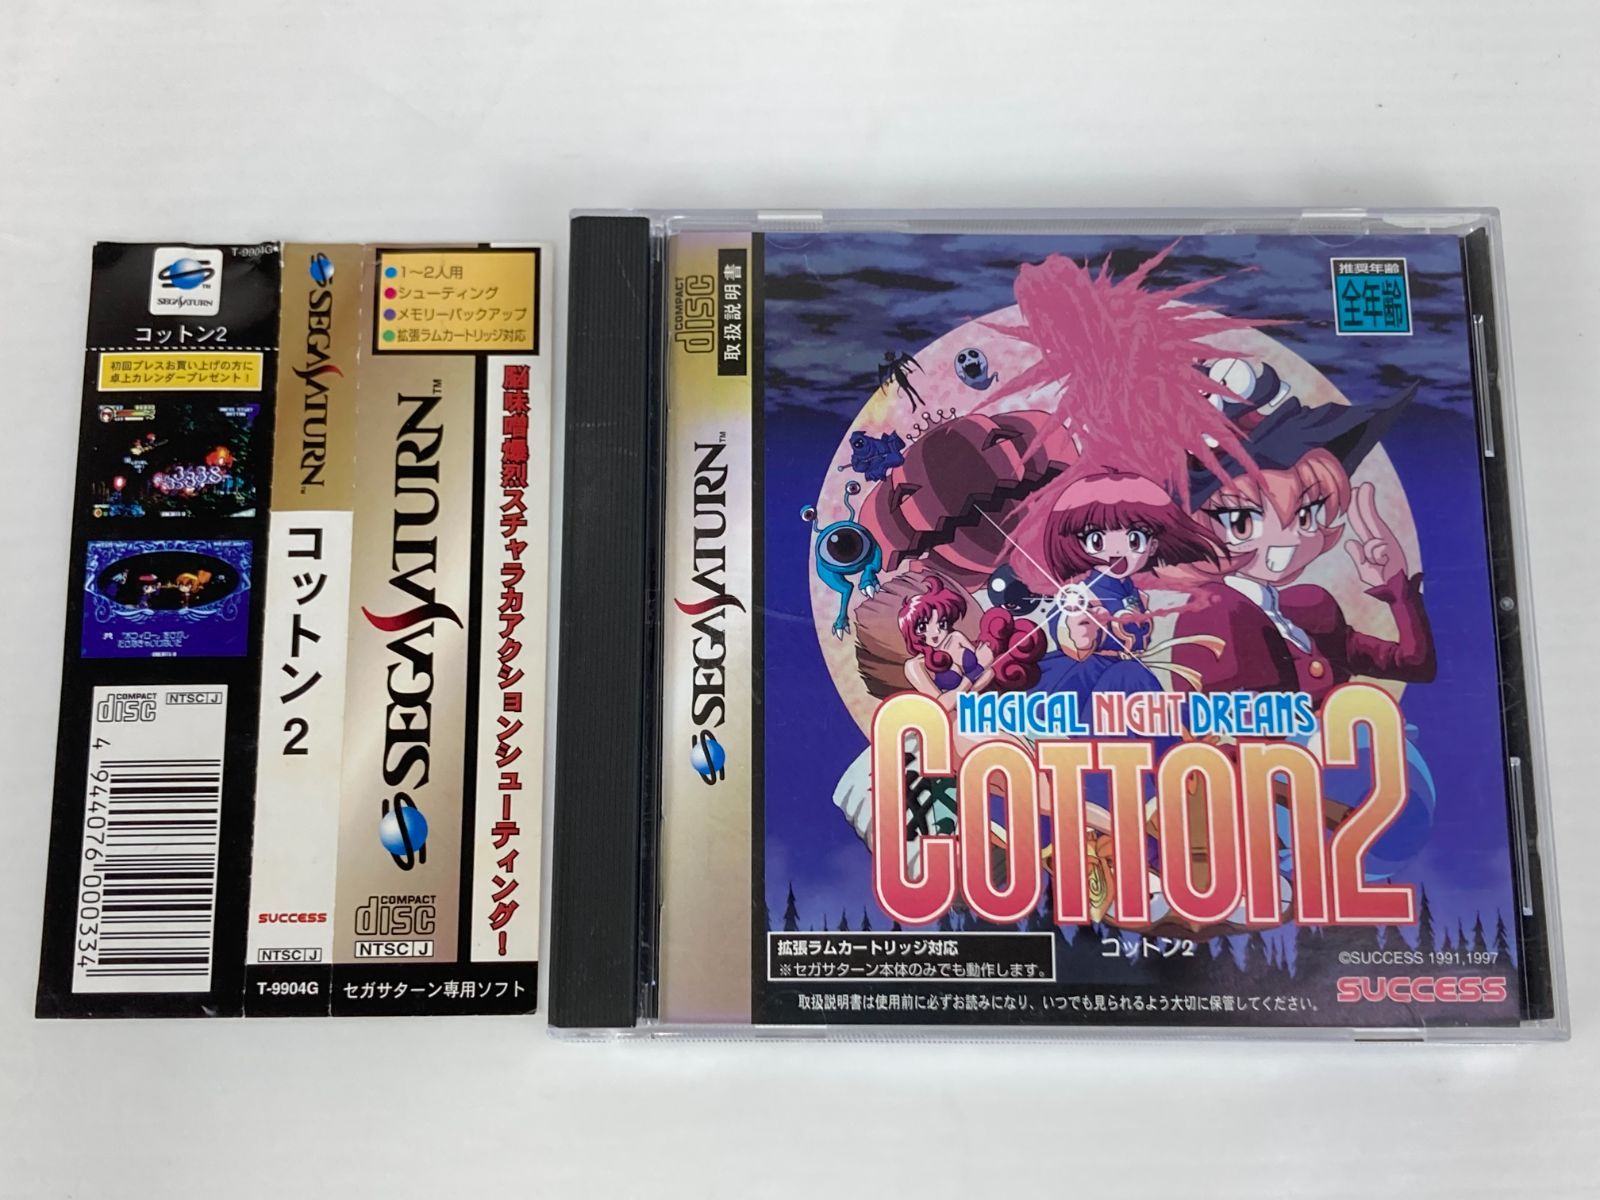 T-9904G
SEGA SATURN
コットン2
初回プレスお買い上げの方に
卓上カレンダープレゼント!
COMPACT
disc
NTSC J
4 944076 000334
SEGA SATURN™
コットン2
SUCCESS
NTSC J
T-9904G
1〜2人用
シューティング
メモリーバックアップ
拡張ラムカートリッジ対応
SEGA SATURN™
脳味噌爆烈スチャラカアクションシューティング!
COMPACT
disc
NTSC J
セガサターン専用ソフト
COMPACT
disc
取扱説明書
SEGA SATURN™
推奨年齢
全年齢
MAGICAL NIGHT DREAMS
COTTON2
コットン2
拡張ラムカートリッジ対応
※セガサターン本体のみでも動作します。
©SUCCESS 1991,1997
SUCCESS
取扱説明書は使用前に必ずお読みになり、いつでも見られるよう大切に保管してください。